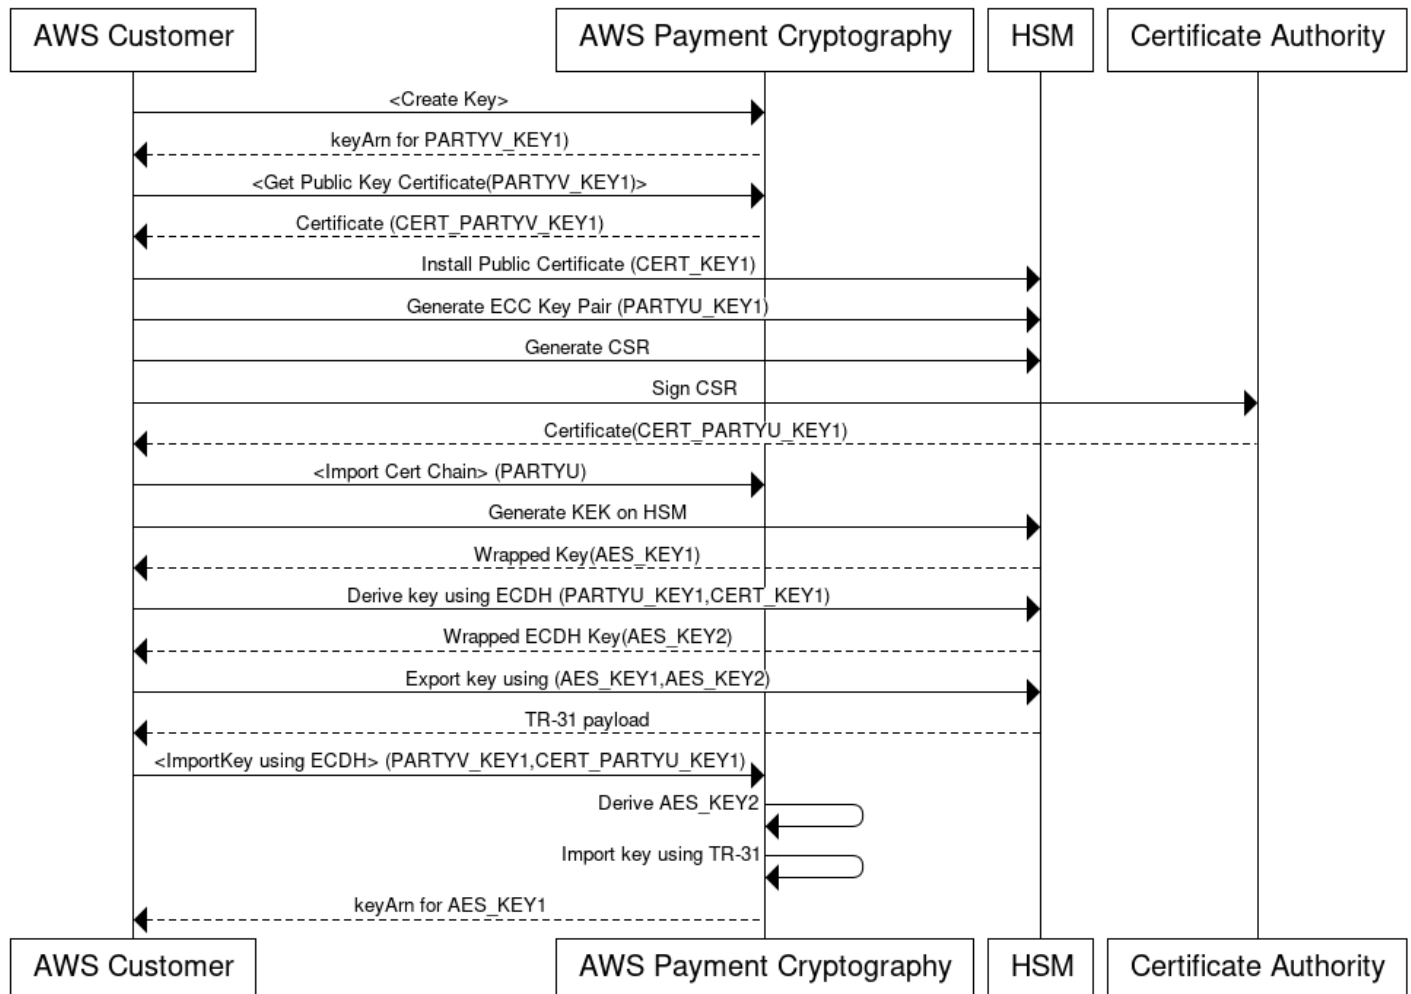 AWS Customer
AWS Payment Cryptography
HSM
Certificate Authority
<Create Key>
keyArn for PARTYV_KEY1)
<Get Public Key Certificate(PARTYV_KEY1)>
Certificate (CERT_PARTYV_KEY1)
Install Public Certificate (CERT_KEY1)
Generate ECC Key Pair (PARTYU_KEY1)
Generate CSR
Sign CSR
Certificate(CERT_PARTYU_KEY1)
<Import Cert Chain> (PARTYU)
Generate KEK on HSM
Wrapped Key(AES_KEY1)
Derive key using ECDH (PARTYU_KEY1,CERT_KEY1)
Wrapped ECDH Key(AES_KEY2)
Export key using (AES_KEY1,AES_KEY2)
TR-31 payload
<ImportKey using ECDH> (PARTYV_KEY1,CERT_PARTYU_KEY1)
Derive AES_KEY2
Import key using TR-31
keyArn for AES_KEY1
AWS Customer
AWS Payment Cryptography
HSM
Certificate Authority